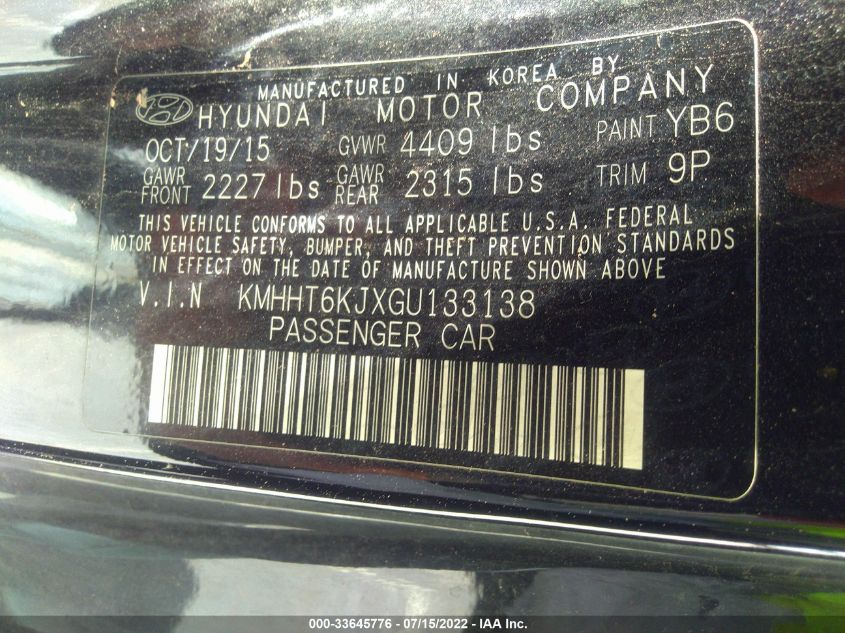 MANUFACTURED IN KOREA BY
HYUNDAI MOTOR COMPANY
OCT/19/15 GVWR 4409 lbs PAINT YB6
GAWR FRONT 2227 lbs GAWR REAR 2315 lbs TRIM 9P
THIS VEHICLE CONFORMS TO ALL APPLICABLE U.S.A. FEDERAL
MOTOR VEHICLE SAFETY, BUMPER, AND THEFT PREVENTION STANDARDS
IN EFFECT ON THE DATE OF MANUFACTURE SHOWN ABOVE
V.I.N KMHHT6KJXGU133138
PASSENGER CAR
000-33645776 - 07/15/2022 - IAA Inc.